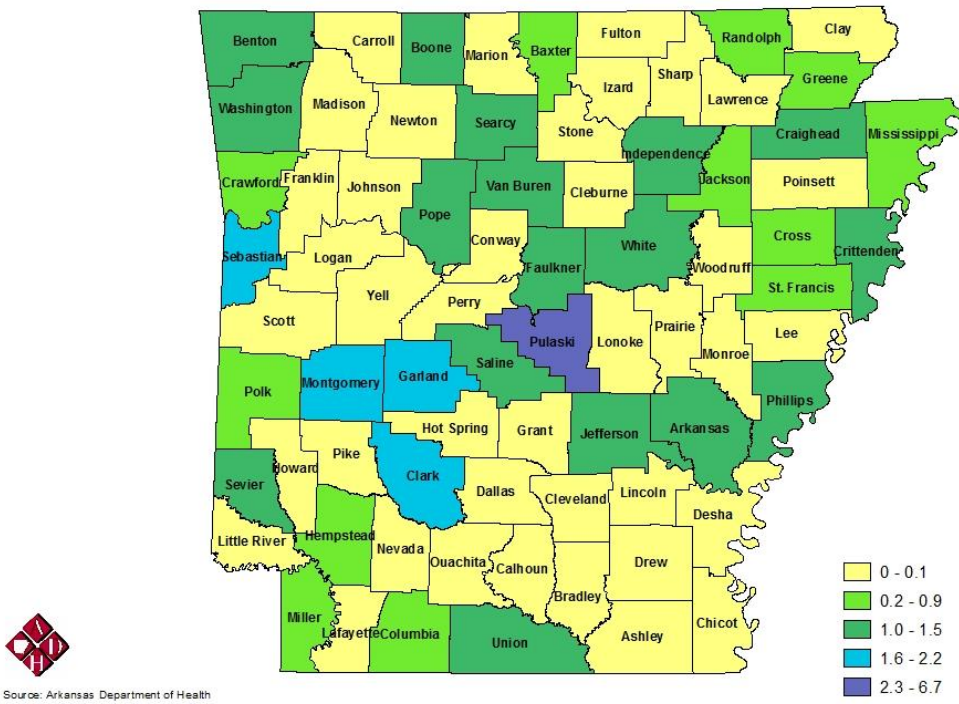 Benton
Carroll
Boone
Marion
Baxter
Fulton
Randolph
Clay
Sharp
Izard
Greene
Lawrence
Washington
Madison
Newton
Searcy
Stone
Independence
Craighead
Mississippi
Crawford
Franklin
Johnson
Van Buren
Cleburne
Jackson
Poinsett
Pope
Sebastian
Logan
Conway
Faulkner
White
Woodruff
Cross
Crittenden
St. Francis
Scott
Yell
Perry
Pulaski
Lonoke
Prairie
Monroe
Lee
Polk
Montgomery
Garland
Saline
Phillips
Hot Spring
Grant
Jefferson
Arkansas
Sevier
Howard
Pike
Clark
Dallas
Cleveland
Lincoln
Desha
Little River
Hempstead
Nevada
Ouachita
Calhoun
Bradley
Drew
Miller
Lafayette
Columbia
Union
Ashley
Chicot
0 - 0.1
0.2 - 0.9
1.0 - 1.5
1.6 - 2.2
2.3 - 6.7
A
D
H
Source: Arkansas Department of Health